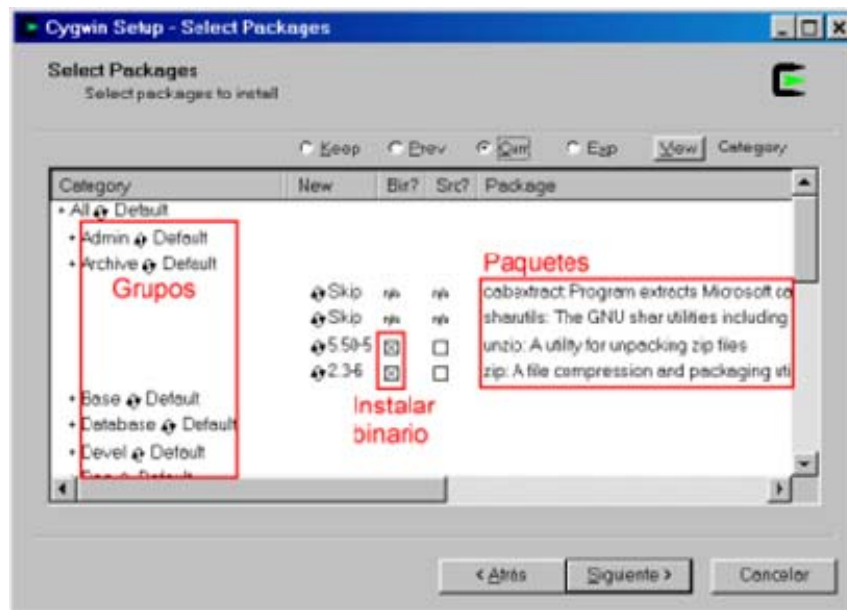 Cygwin Setup - Select Packages
Select Packages
Select packages to install
Keep Prev Curr Exp View Category
Category New Bin? Src? Package
All Default
Admin Default
Archive Default
Paquetes
Grupos
Skip n/a n/a cabextract: Program extracts Microsoft ca
Skip n/a n/a sharutils: The GNU shar utilities including
5.50-5 unzip: A utility for unpacking zip files
2.3-6 zip: A file compression and packaging uti
Base Default
Instalar
binario
Database Default
Devel Default
Default
< Atrás Siguiente > Cancelar